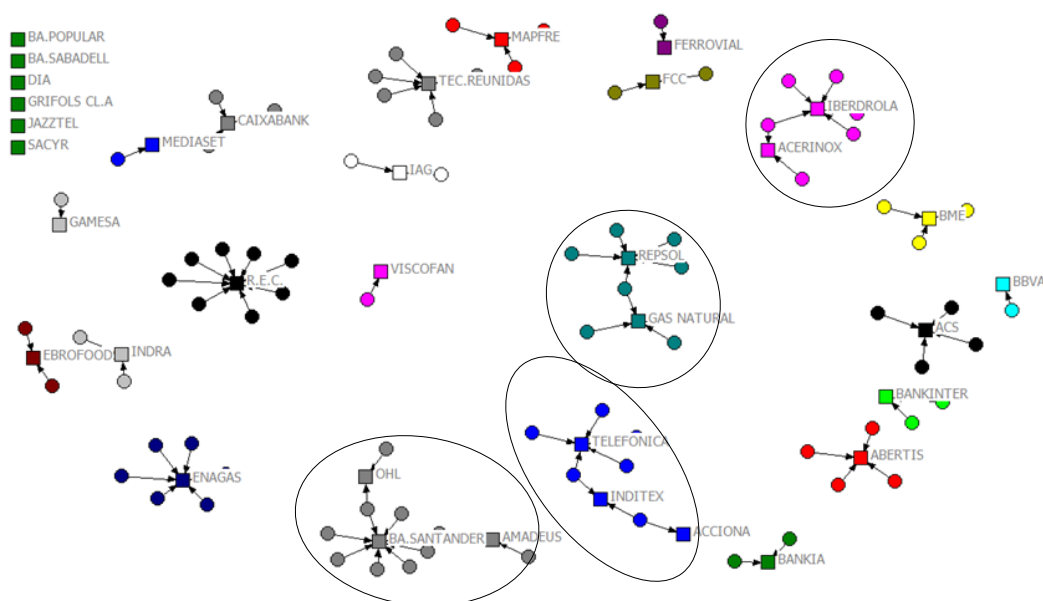 BA.POPULAR
BA.SABADELL
DIA
GRIFOLS CL.A
JAZZTEL
SACYR
MAPFRE
FERROVIAL
TEC.REUNIDAS
FCC
IBERDROLA
CAIXABANK
MEDIASET
ACERINOX
IAG
GAMESA
BME
REPSOL
VISCOFAN
R.E.C.
BBVA
GAS NATURAL
ACS
EBROFOOD
INDRA
BANKINTER
TELEFÓNICA
ABERTIS
OHL
ENAGAS
INDITEX
ACCIONA
BA.SANTANDER
AMADEUS
BANKIA